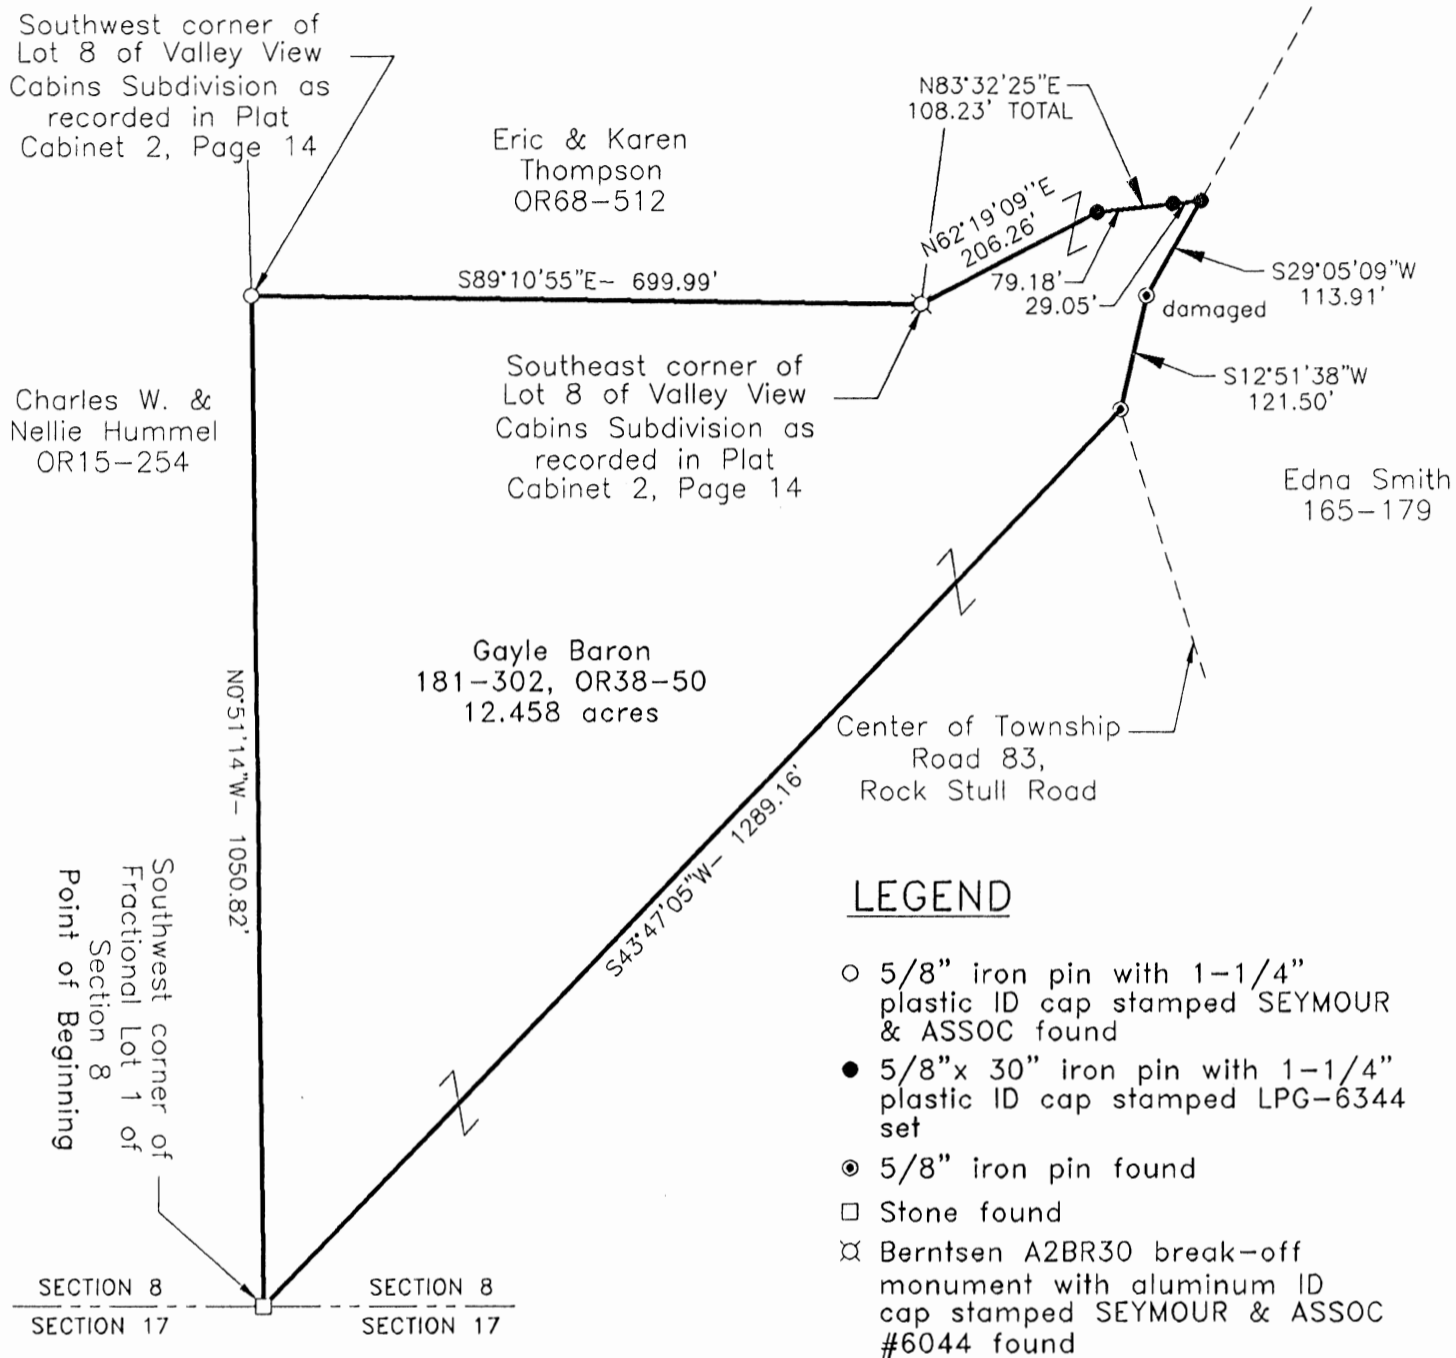 Southwest corner of
Lot 8 of Valley View
Cabins Subdivision as
recorded in Plat
Cabinet 2, Page 14
Eric & Karen
Thompson
OR68-512
N83°32'25"E
108.23' TOTAL
N62°19'09"E
206.26'
79.18'
29.05'
S89°10'55"E- 699.99'
S29°05'09"W
113.91'
damaged
S12°51'38"W
121.50'
Southeast corner of
Lot 8 of Valley View
Cabins Subdivision as
recorded in Plat
Cabinet 2, Page 14
Charles W. &
Nellie Hummel
OR15-254
Edna Smith
165-179
Gayle Baron
181-302, OR38-50
12.458 acres
N0°51'14"W- 1050.82'
Center of Township
Road 83,
Rock Stull Road
S43°47'05"W- 1289.16'
Southwest corner of
Fractional Lot 1 of
Section 8
Point of Beginning
SECTION 8
SECTION 17
SECTION 8
SECTION 17
LEGEND
5/8" iron pin with 1-1/4"
plastic ID cap stamped SEYMOUR
& ASSOC found
5/8"x 30" iron pin with 1-1/4"
plastic ID cap stamped LPG-6344
set
5/8" iron pin found
Stone found
Berntsen A2BR30 break-off
monument with aluminum ID
cap stamped SEYMOUR & ASSOC
#6044 found